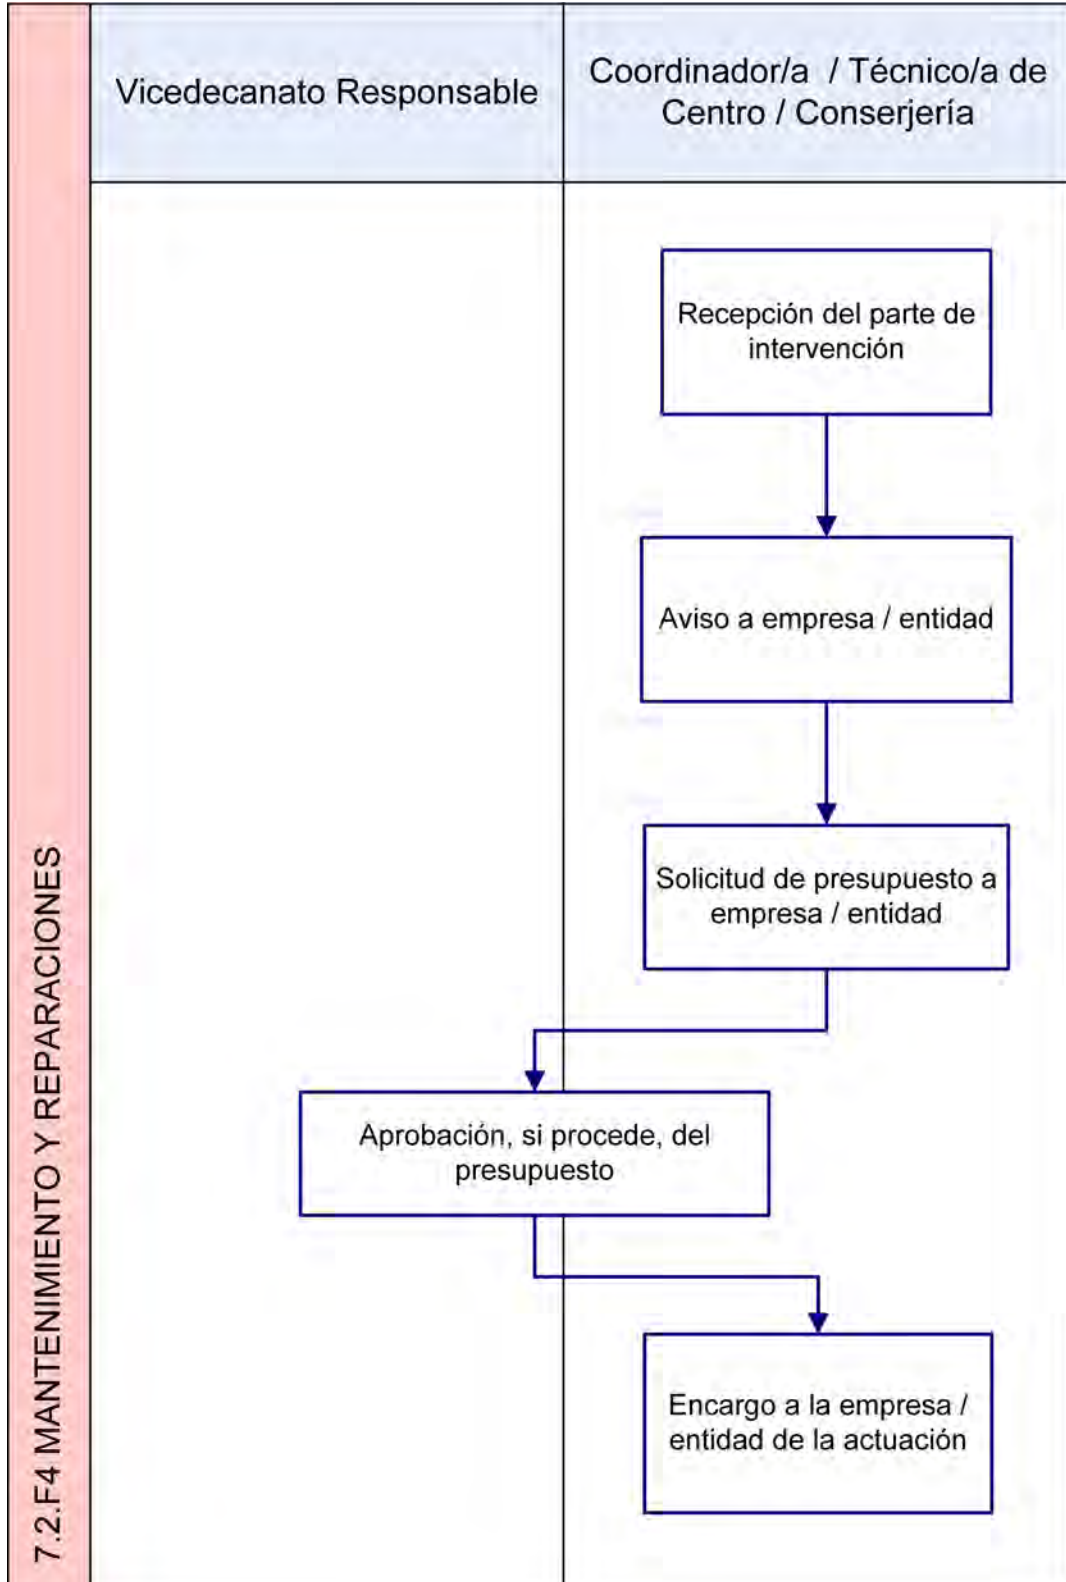 Vicedecanato Responsable
Coordinador/a / Técnico/a de
Centro / Conserjería
Recepción del parte de
intervención
Aviso a empresa / entidad
Solicitud de presupuesto a
empresa / entidad
Aprobación, si procede, del
presupuesto
Encargo a la empresa /
entidad de la actuación
7.2.F4 MANTENIMIENTO Y REPARACIONES